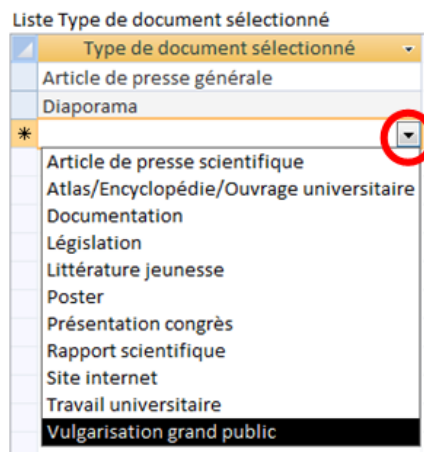 Liste Type de document sélectionné
Type de document sélectionné
Article de presse générale
Diaporama
*
Article de presse scientifique
Atlas/Encyclopédie/Ouvrage universitaire
Documentation
Législation
Littérature jeunesse
Poster
Présentation congrès
Rapport scientifique
Site internet
Travail universitaire
Vulgarisation grand public